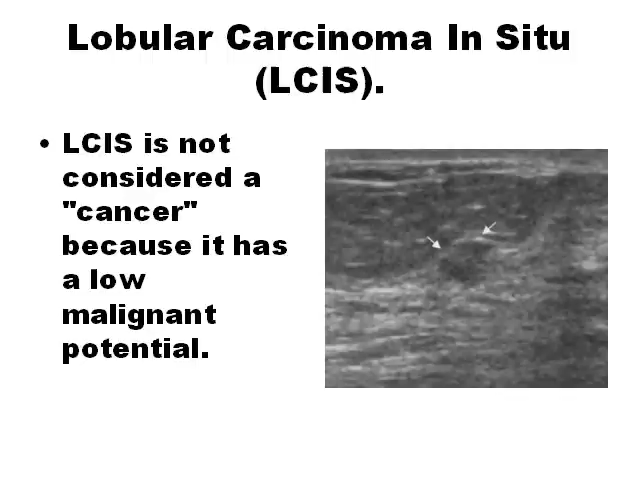 Lobular Carcinoma In Situ
(LCIS).
• LCIS is not
considered a
"cancer"
because it has
a low
malignant
potential.